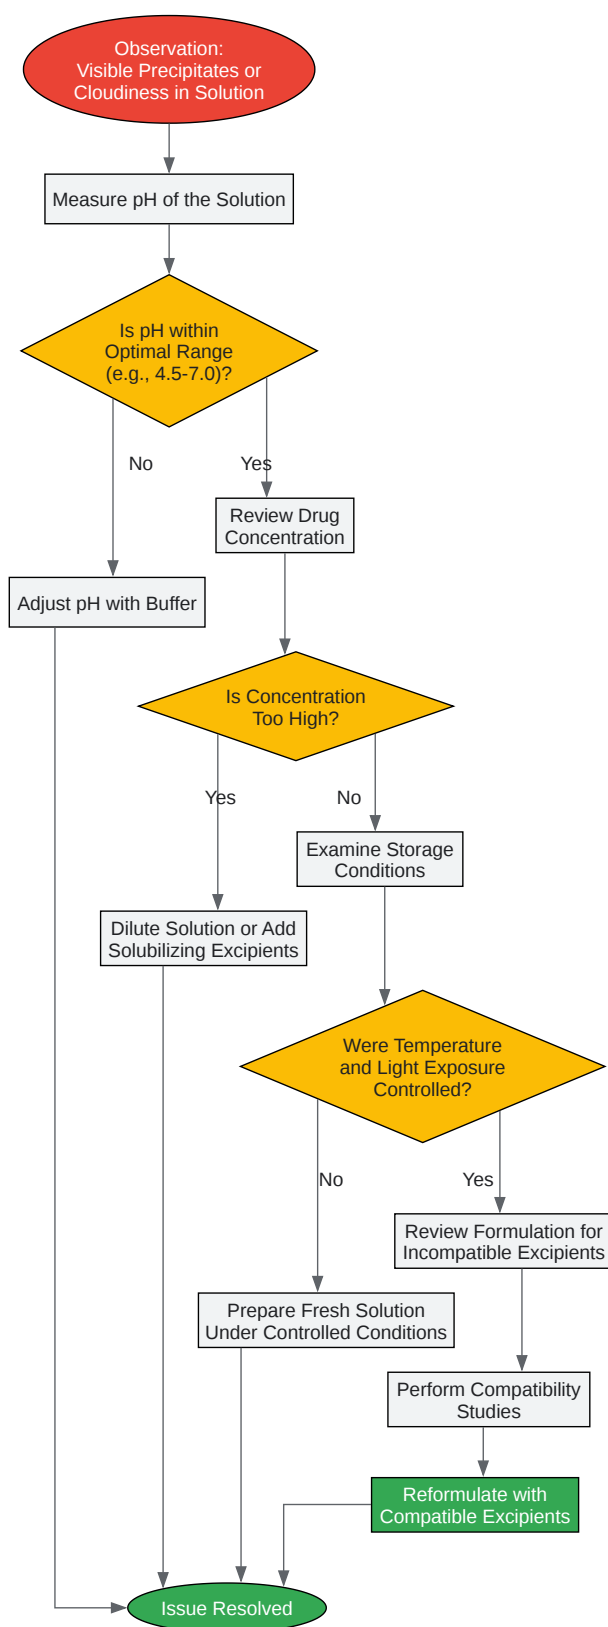 Observation:
Visible Precipitates or
Cloudiness in Solution
Measure pH of the Solution
Is pH within
Optimal Range
(e.g., 4.5-7.0)?
No
Yes
Review Drug
Concentration
Adjust pH with Buffer
Is Concentration
Too High?
Yes
No
Examine Storage
Conditions
Dilute Solution or Add
Solubilizing Excipients
Were Temperature
and Light Exposure
Controlled?
No
Yes
Review Formulation for
Incompatible Excipients
Prepare Fresh Solution
Under Controlled Conditions
Perform Compatibility
Studies
Reformulate with
Compatible Excipients
Issue Resolved